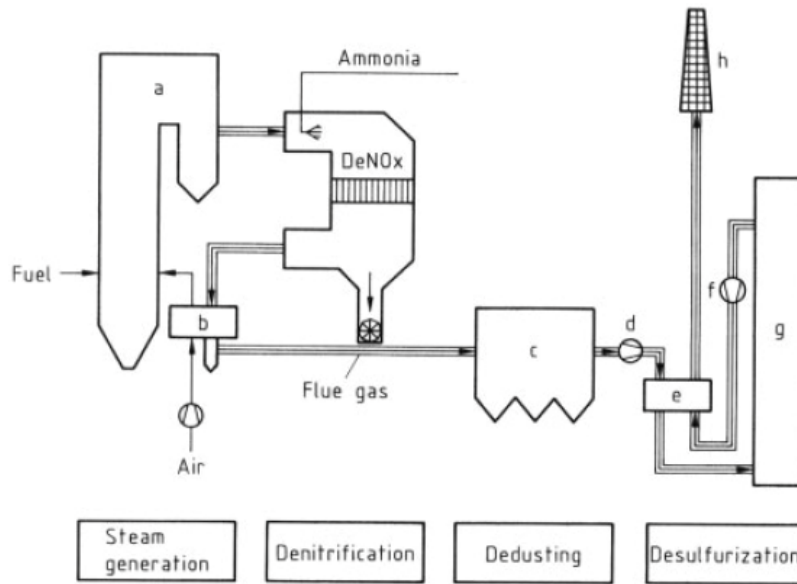 Ammonia
h
a
DeNOx
Fuel
b
f
d
g
c
e
Flue gas
Air
Steam
generation
Denitrification
Dedusting
Desulfurization